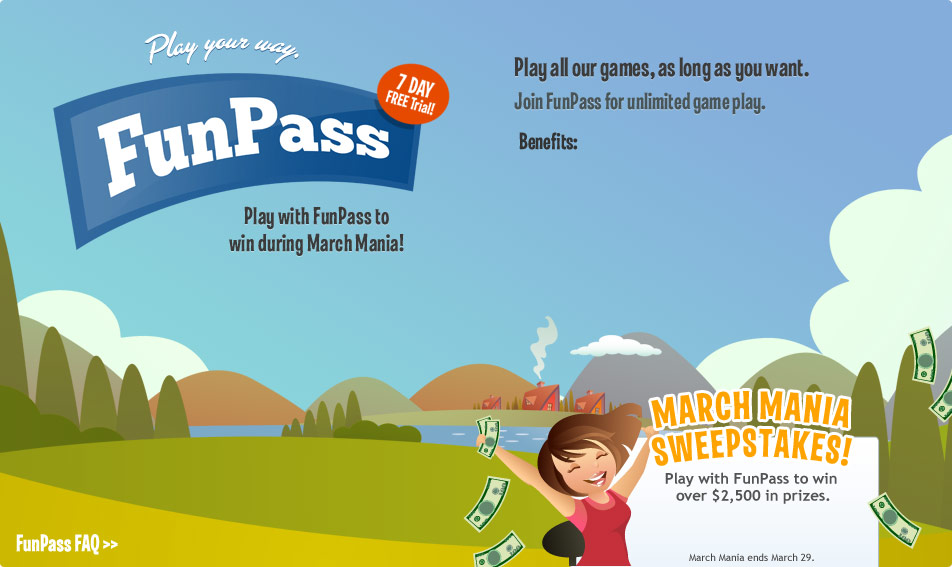 Play your way.
7 DAY
FREE Trial!
FunPass
Play with FunPass to
win during March Mania!
Play all our games, as long as you want.
Join FunPass for unlimited game play.
Benefits:
MARCH MANIA
SWEEPSTAKES!
Play with FunPass to win
over $2,500 in prizes.
March Mania ends March 29.
FunPass FAQ >>